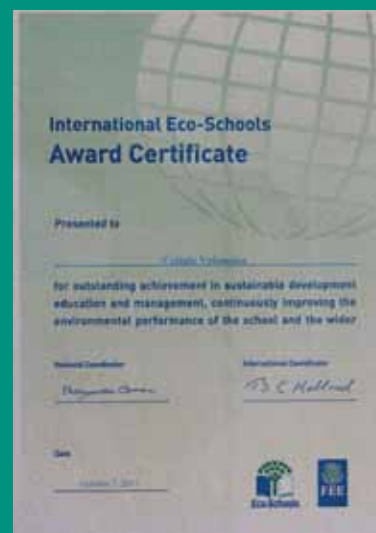 International Eco-Schools
Award Certificate
Presented to
for outstanding achievement in sustainable development
education and management, continuously improving the
environmental performance of the school and the wider
National Coordinator
International Coordinator
Date
Eco-Schools
FEE